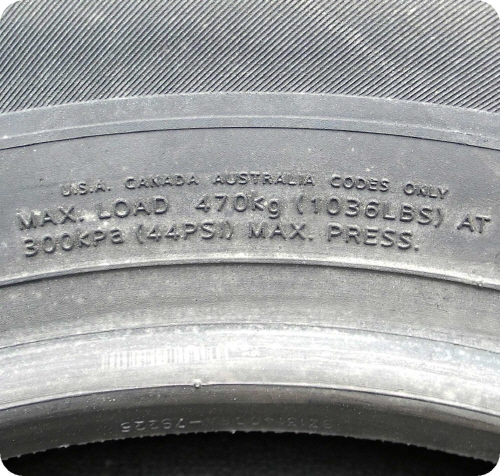 U.S.A. CANADA AUSTRALIA CODES ONLY
MAX. LOAD 470kg (1036LBS) AT
300kPa (44PSI) MAX. PRESS.